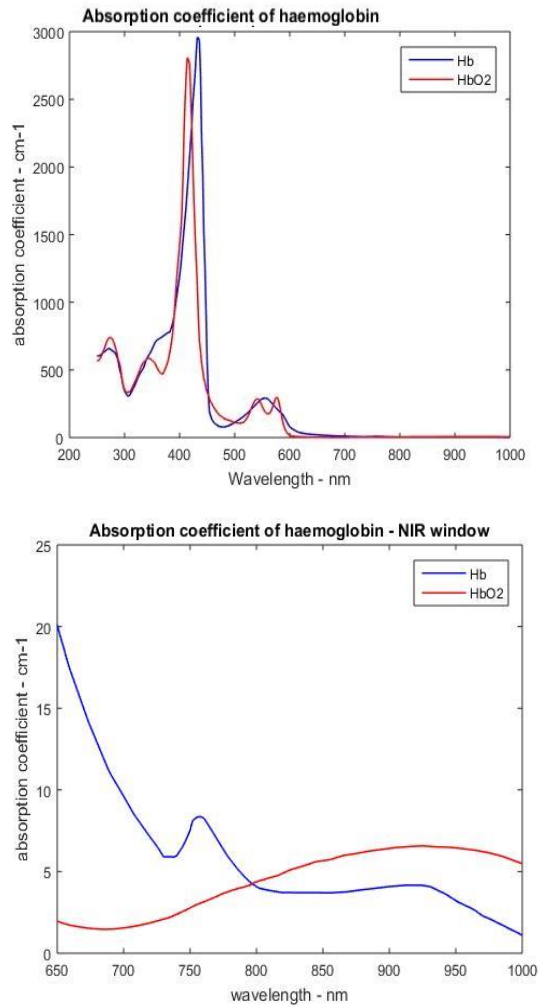 Absorption coefficient of haemoglobin
3000
2500
2000
1500
1000
500
0
absorption coefficient - cm-1
Hb
HbO2
200 300 400 500 600 700 800 900 1000
Wavelength - nm
Absorption coefficient of haemoglobin - NIR window
25
20
15
10
5
0
absorption coefficient - cm-1
Hb
HbO2
650 700 750 800 850 900 950 1000
wavelength - nm